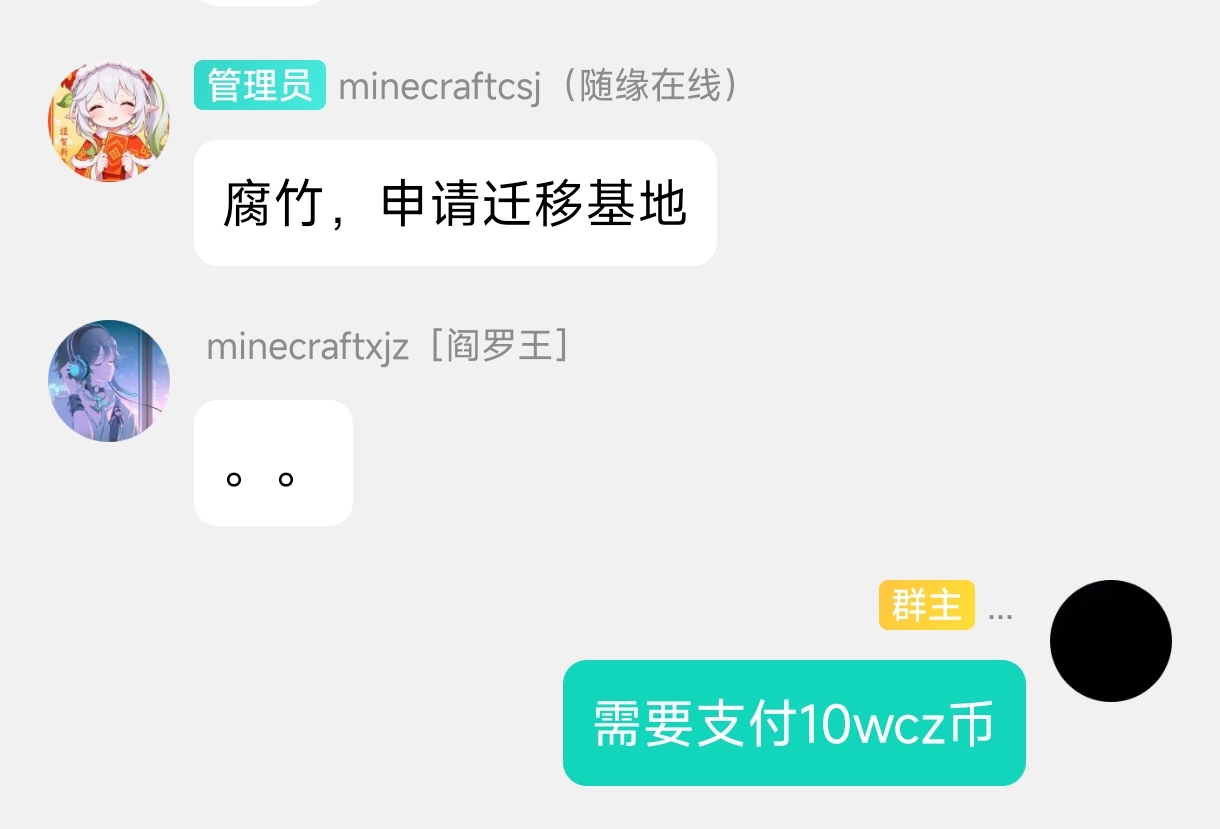 管理员 minecraftcsj（随缘在线）
腐竹，申请迁移基地
minecraftxjz［阎罗王］
。。
群主 ...
需要支付10wcz币